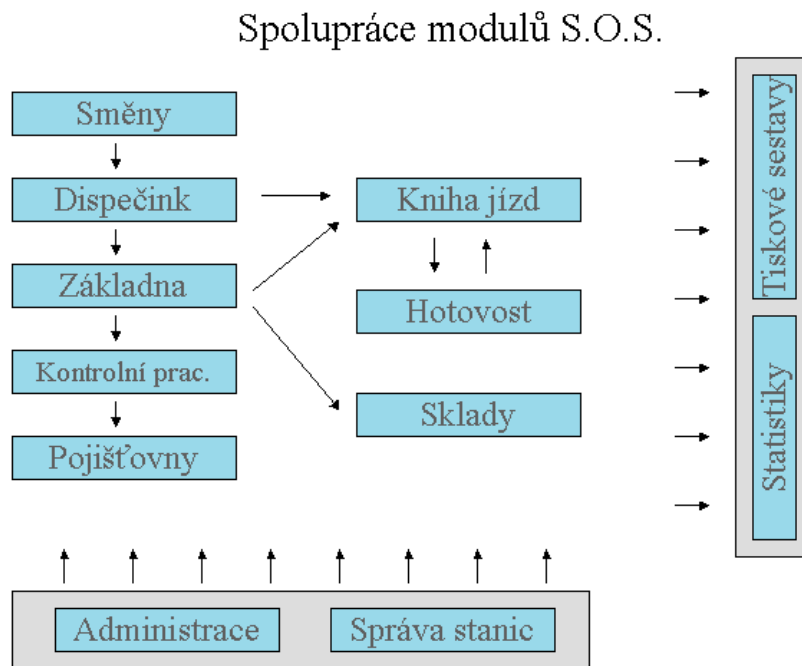 Spolupráce modulů S.O.S.
Směny
Dispečink
Kniha jízd
Základna
Hotovost
Kontrolní prac.
Sklady
Pojišťovny
Tiskové sestavy
Statistiky
Administrace
Správa stanic